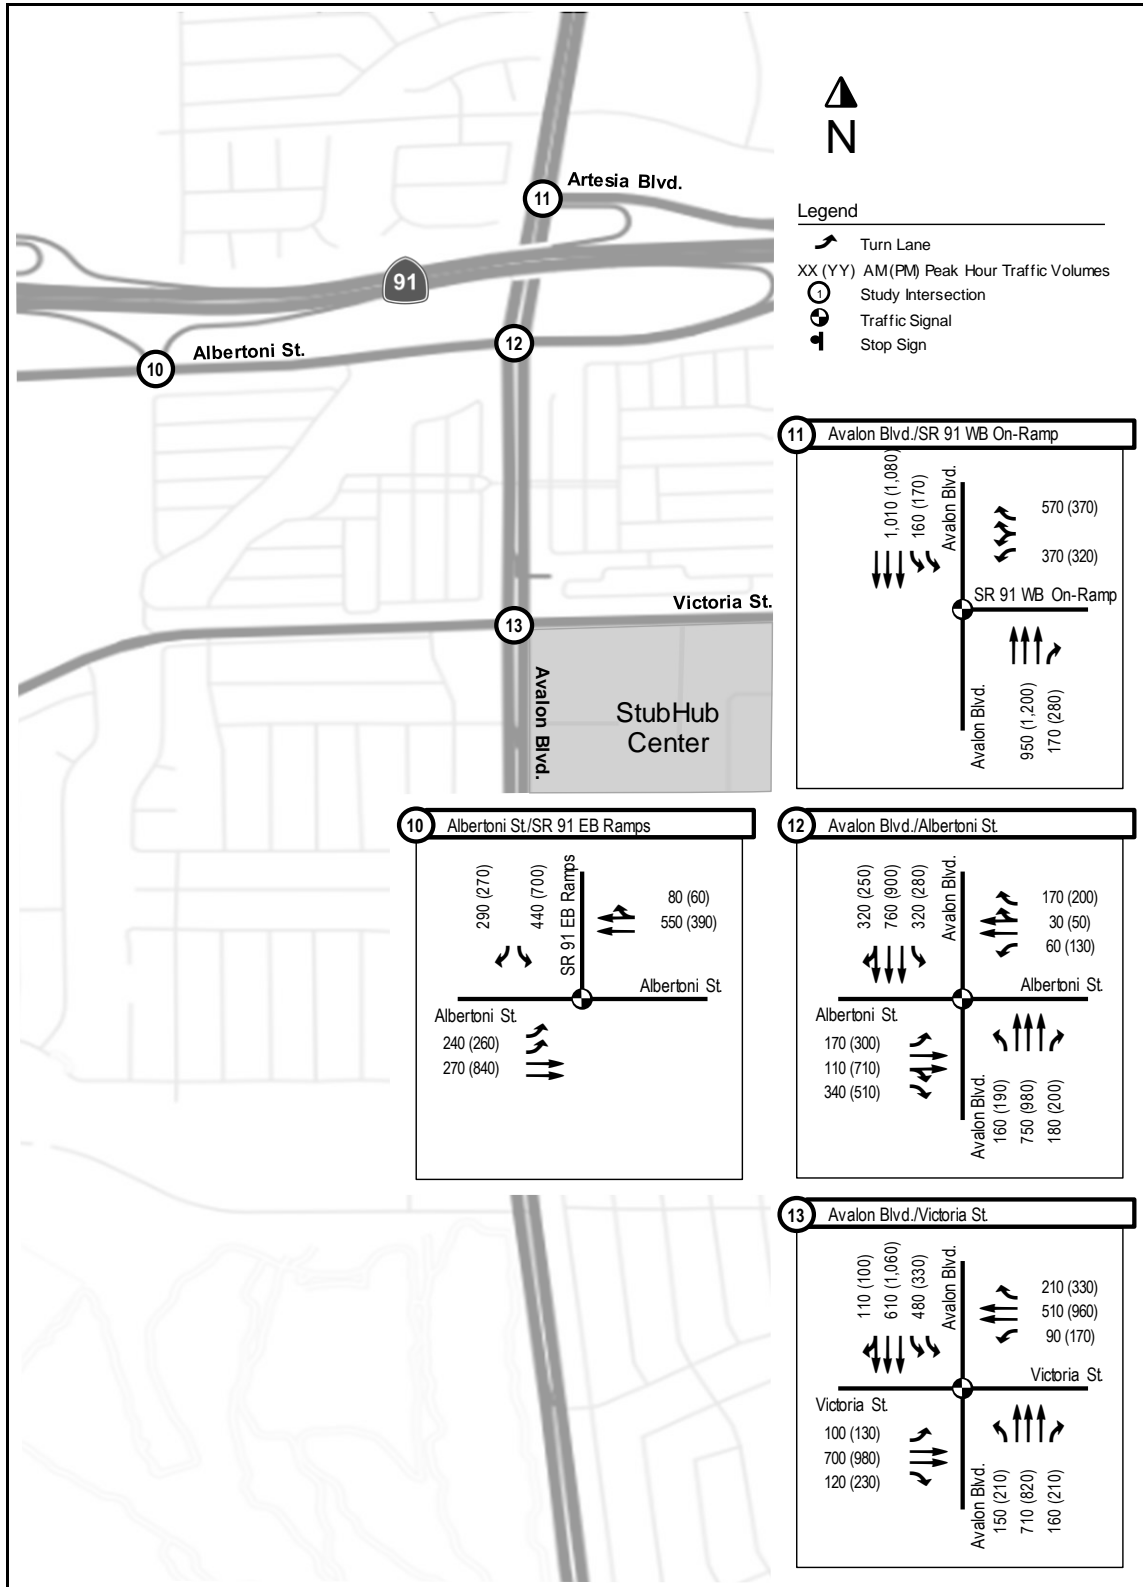 N
Artesia Blvd.
11
91
12
Albertoni St.
10
Victoria St.
13
Avalon Blvd.
StubHub
Center
Legend
Turn Lane
XX (YY) AM(PM) Peak Hour Traffic Volumes
1 Study Intersection
Traffic Signal
Stop Sign
11 Avalon Blvd./SR 91 WB On-Ramp
1,010 (1,080)
160 (170)
Avalon Blvd.
570 (370)
370 (320)
SR 91 WB On-Ramp
Avalon Blvd.
950 (1,200)
170 (280)
10 Albertoni St./SR 91 EB Ramps
290 (270)
440 (700)
SR 91 EB Ramps
80 (60)
550 (390)
Albertoni St.
Albertoni St.
240 (260)
270 (840)
12 Avalon Blvd./Albertoni St.
320 (250)
760 (900)
320 (280)
Avalon Blvd.
170 (200)
30 (50)
60 (130)
Albertoni St.
Albertoni St.
170 (300)
110 (710)
340 (510)
Avalon Blvd.
160 (190)
750 (980)
180 (200)
13 Avalon Blvd./Victoria St.
110 (100)
610 (1,060)
480 (330)
Avalon Blvd.
210 (330)
510 (960)
90 (170)
Victoria St.
Victoria St.
100 (130)
700 (980)
120 (230)
Avalon Blvd.
150 (210)
710 (820)
160 (210)